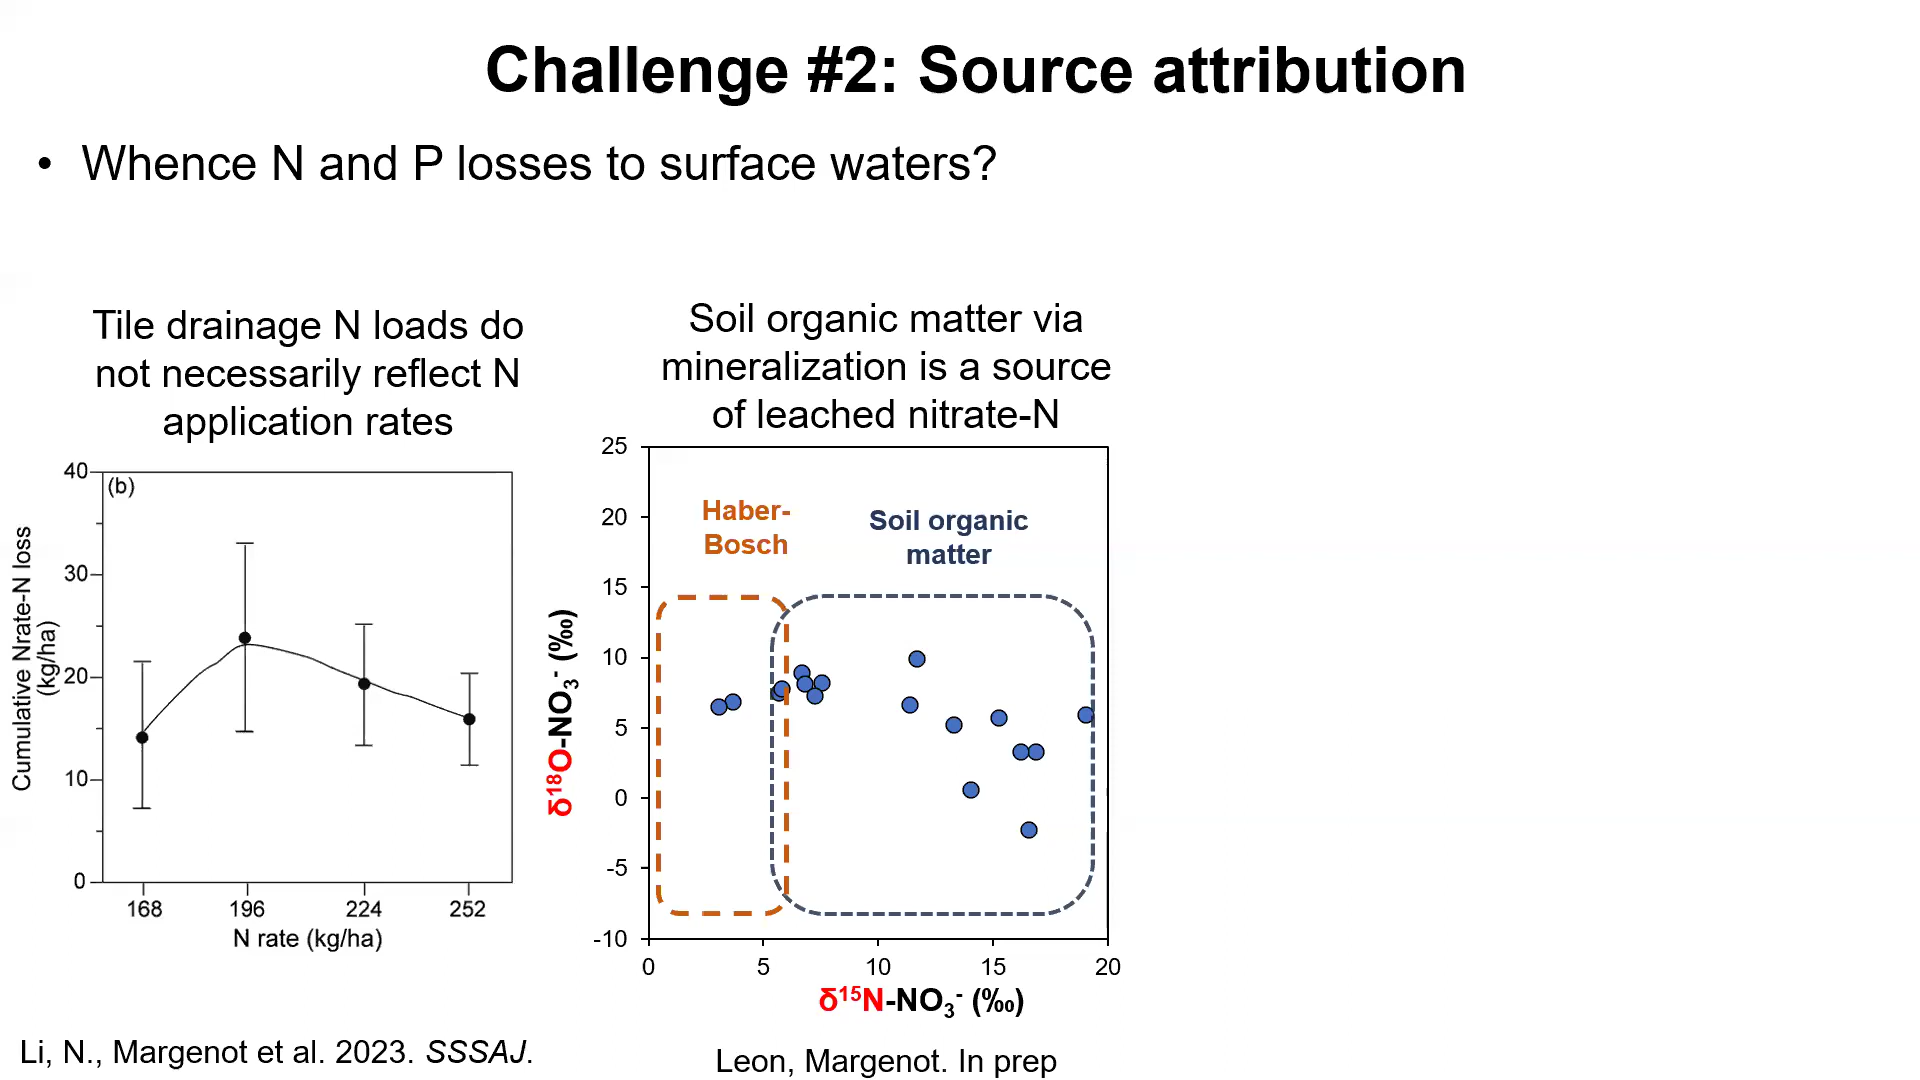 Challenge #2: Source attribution
• Whence N and P losses to surface waters?
Tile drainage N loads do
not necessarily reflect N
application rates
(b)
Cumulative Nrate-N loss
(kg/ha)
40
30
20
10
0
168 196 224 252
N rate (kg/ha)
Li, N., Margenot et al. 2023. SSSAJ.
Soil organic matter via
mineralization is a source
of leached nitrate-N
Haber-
Bosch
Soil organic
matter
δ¹⁸O-NO₃⁻ (‰)
25
20
15
10
5
0
-5
-10
0 5 10 15 20
δ¹⁵N-NO₃⁻ (‰)
Leon, Margenot. In prep